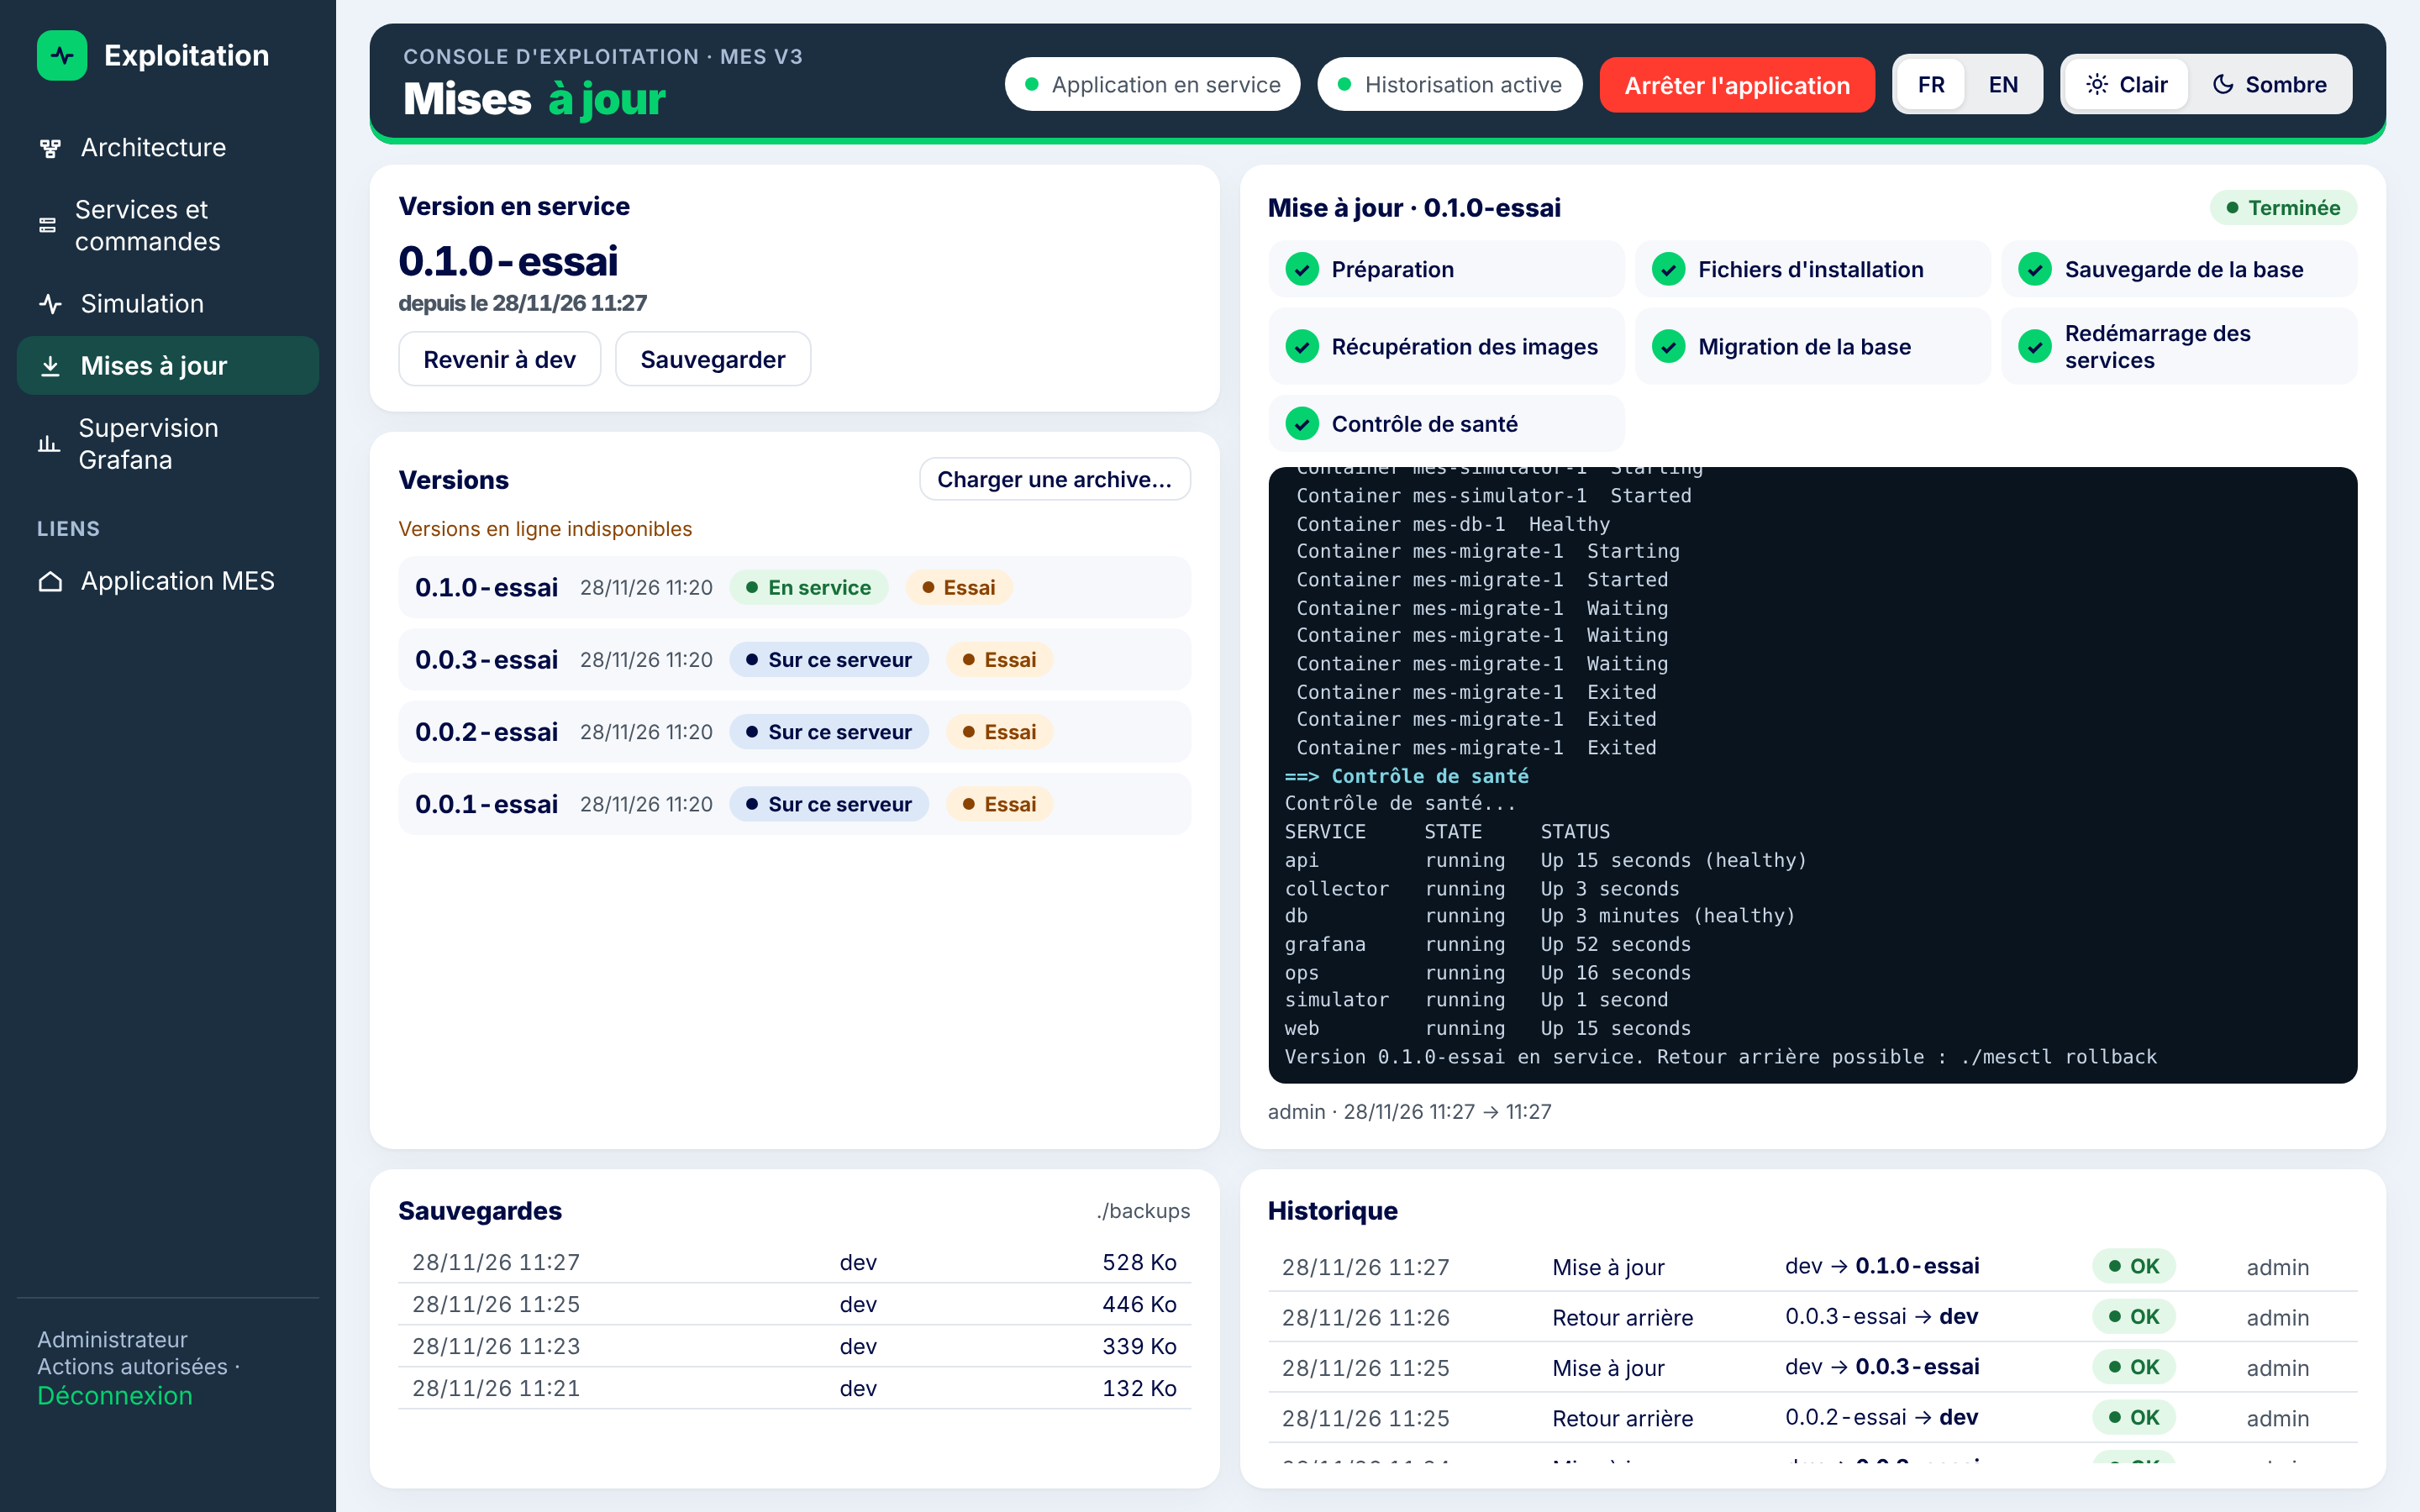 Exploitation
Architecture
Services et
commandes
Simulation
Mises à jour
Supervision
Grafana
LIENS
Application MES
Administrateur
Actions autorisées ·
Déconnexion
CONSOLE D'EXPLOITATION · MES V3
Mises à jour
Application en service
Historisation active
Arrêter l'application
FR
EN
Clair
Sombre
Version en service
0.1.0-essai
depuis le 28/11/26 11:27
Revenir à dev
Sauvegarder
Versions
Charger une archive...
Versions en ligne indisponibles
0.1.0-essai 28/11/26 11:20 En service Essai
0.0.3-essai 28/11/26 11:20 Sur ce serveur Essai
0.0.2-essai 28/11/26 11:20 Sur ce serveur Essai
0.0.1-essai 28/11/26 11:20 Sur ce serveur Essai
Mise à jour · 0.1.0-essai
Terminée
Préparation
Fichiers d'installation
Sauvegarde de la base
Récupération des images
Migration de la base
Redémarrage des
services
Contrôle de santé
Container mes-simulator-1 Starting
Container mes-simulator-1 Started
Container mes-db-1 Healthy
Container mes-migrate-1 Starting
Container mes-migrate-1 Started
Container mes-migrate-1 Waiting
Container mes-migrate-1 Waiting
Container mes-migrate-1 Waiting
Container mes-migrate-1 Exited
Container mes-migrate-1 Exited
Container mes-migrate-1 Exited
==> Contrôle de santé
Contrôle de santé...
SERVICE STATE STATUS
api running Up 15 seconds (healthy)
collector running Up 3 seconds
db running Up 3 minutes (healthy)
grafana running Up 52 seconds
ops running Up 16 seconds
simulator running Up 1 second
web running Up 15 seconds
Version 0.1.0-essai en service. Retour arrière possible : ./mesctl rollback
admin · 28/11/26 11:27 → 11:27
Sauvegardes
./backups
28/11/26 11:27 dev 528 Ko
28/11/26 11:25 dev 446 Ko
28/11/26 11:23 dev 339 Ko
28/11/26 11:21 dev 132 Ko
Historique
28/11/26 11:27 Mise à jour dev → 0.1.0-essai OK admin
28/11/26 11:26 Retour arrière 0.0.3-essai → dev OK admin
28/11/26 11:25 Mise à jour dev → 0.0.3-essai OK admin
28/11/26 11:25 Retour arrière 0.0.2-essai → dev OK admin